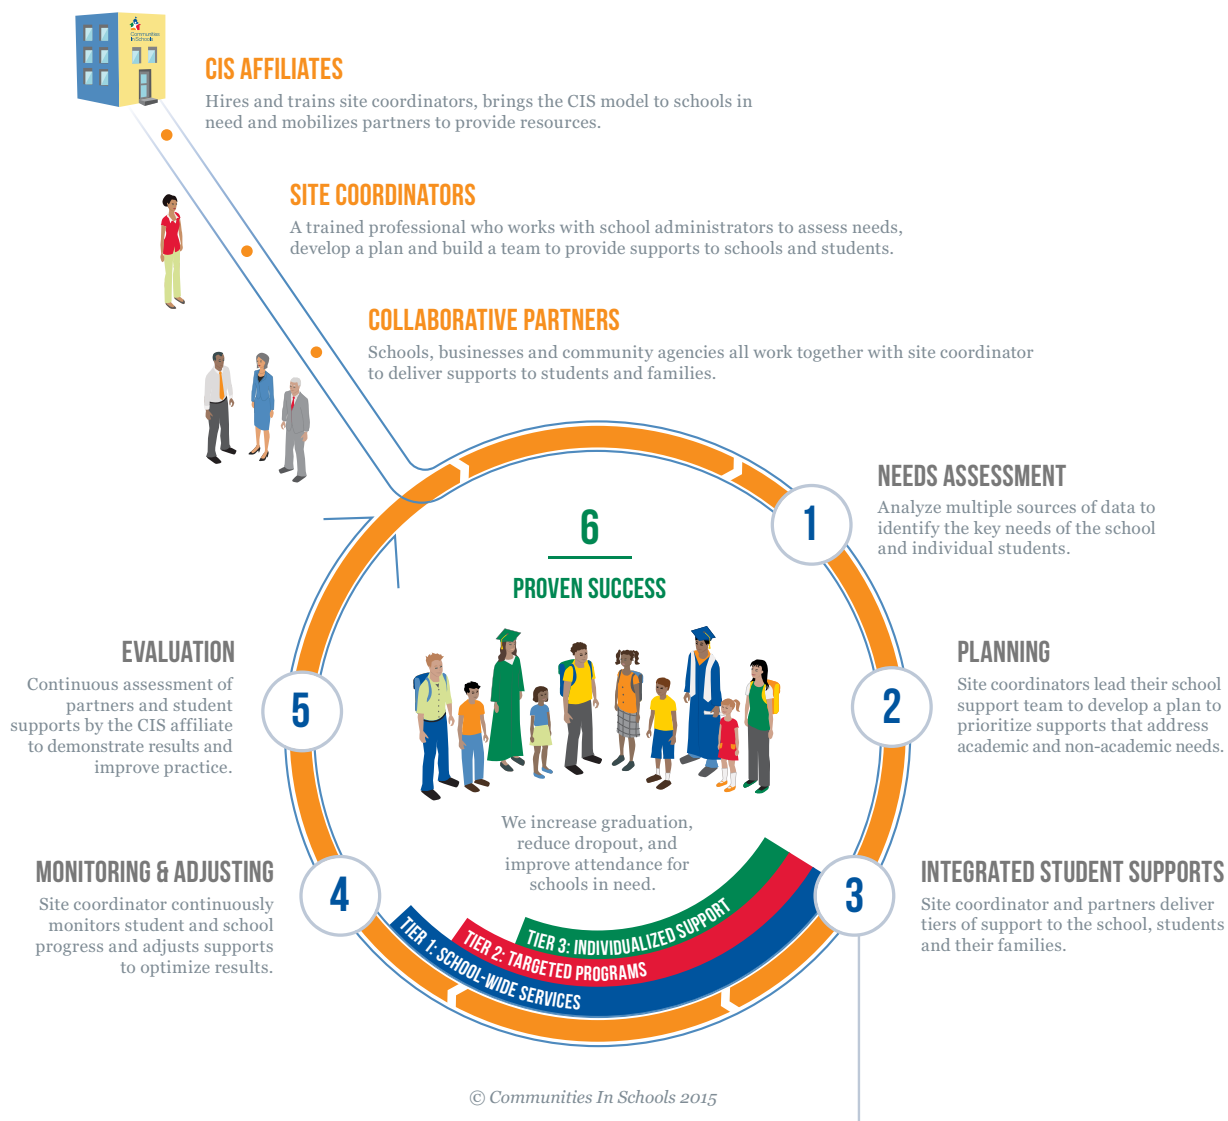 Communities
In Schools
CIS AFFILIATES
Hires and trains site coordinators, brings the CIS model to schools in
need and mobilizes partners to provide resources.
SITE COORDINATORS
A trained professional who works with school administrators to assess needs,
develop a plan and build a team to provide supports to schools and students.
COLLABORATIVE PARTNERS
Schools, businesses and community agencies all work together with site coordinator
to deliver supports to students and families.
1
NEEDS ASSESSMENT
Analyze multiple sources of data to
identify the key needs of the school
and individual students.
2
PLANNING
Site coordinators lead their school
support team to develop a plan to
prioritize supports that address
academic and non-academic needs.
3
INTEGRATED STUDENT SUPPORTS
Site coordinator and partners deliver
tiers of support to the school, students
and their families.
TIER 3: INDIVIDUALIZED SUPPORT
TIER 2: TARGETED PROGRAMS
TIER 1: SCHOOL-WIDE SERVICES
4
MONITORING & ADJUSTING
Site coordinator continuously
monitors student and school
progress and adjusts supports
to optimize results.
5
EVALUATION
Continuous assessment of
partners and student
supports by the CIS affiliate
to demonstrate results and
improve practice.
6
PROVEN SUCCESS
We increase graduation,
reduce dropout, and
improve attendance for
schools in need.
© Communities In Schools 2015